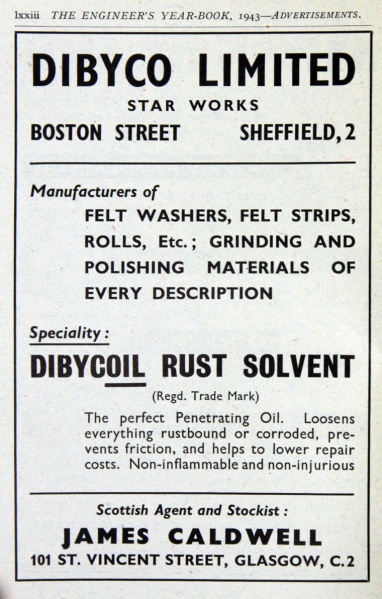 lxxiii THE ENGINEER'S YEAR-BOOK, 1943—ADVERTISEMENTS.
DIBYCO LIMITED
STAR WORKS
BOSTON STREET SHEFFIELD, 2
Manufacturers of
FELT WASHERS, FELT STRIPS,
ROLLS, Etc.; GRINDING AND
POLISHING MATERIALS OF
EVERY DESCRIPTION
Speciality:
DIBYCOIL RUST SOLVENT
(Regd. Trade Mark)
The perfect Penetrating Oil. Loosens
everything rustbound or corroded, pre-
vents friction, and helps to lower repair
costs. Non-inflammable and non-injurious
Scottish Agent and Stockist:
JAMES CALDWELL
101 ST. VINCENT STREET, GLASGOW, C.2